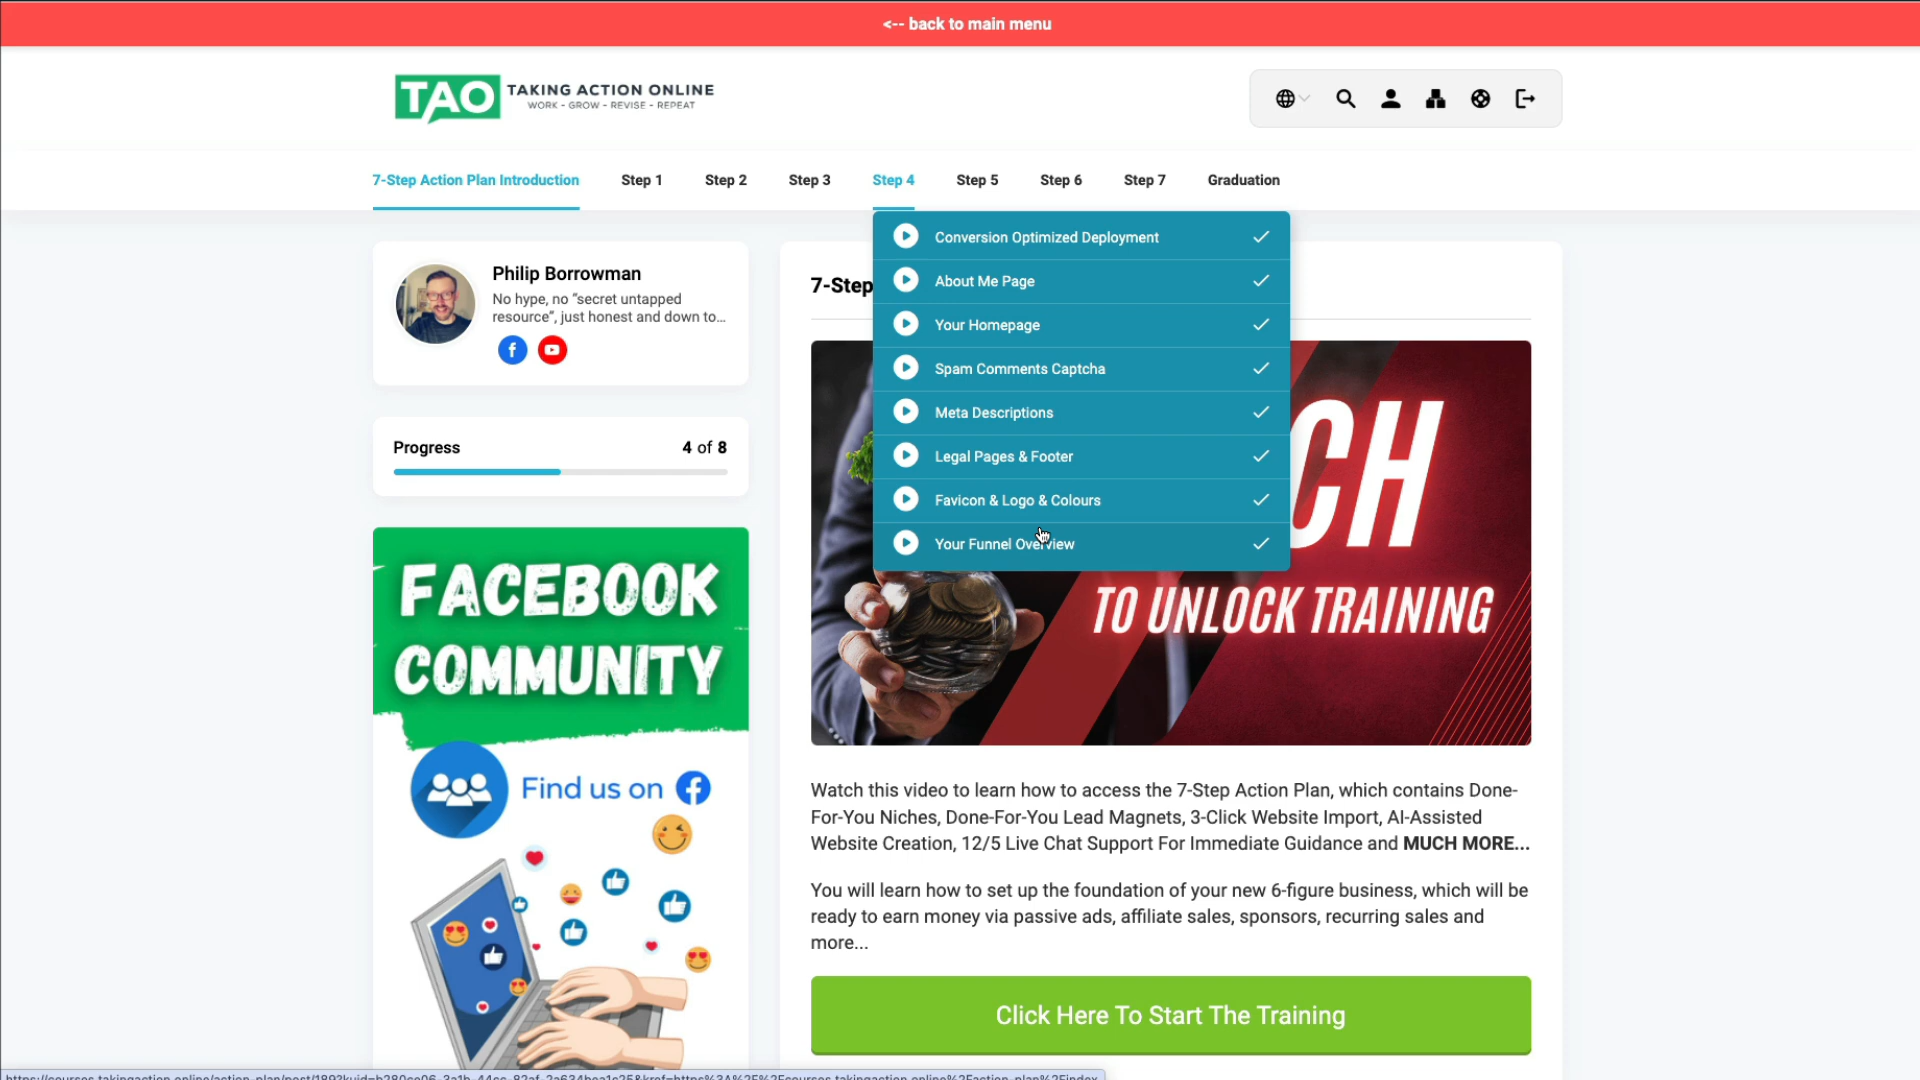 <-- back to main menu
TAO TAKING ACTION ONLINE
WORK - GROW - REVISE - REPEAT
7-Step Action Plan Introduction Step 1 Step 2 Step 3 Step 4 Step 5 Step 6 Step 7 Graduation
Conversion Optimized Deployment
About Me Page
Your Homepage
Spam Comments Captcha
Meta Descriptions
Legal Pages & Footer
Favicon & Logo & Colours
Your Funnel Overview
Philip Borrowman
No hype, no "secret untapped
resource", just honest and down to...
Progress 4 of 8
FACEBOOK
COMMUNITY
Find us on
7-Step
CH
TO UNLOCK TRAINING
Watch this video to learn how to access the 7-Step Action Plan, which contains Done-
For-You Niches, Done-For-You Lead Magnets, 3-Click Website Import, AI-Assisted
Website Creation, 12/5 Live Chat Support For Immediate Guidance and MUCH MORE...
You will learn how to set up the foundation of your new 6-figure business, which will be
ready to earn money via passive ads, affiliate sales, sponsors, recurring sales and
more...
Click Here To Start The Training